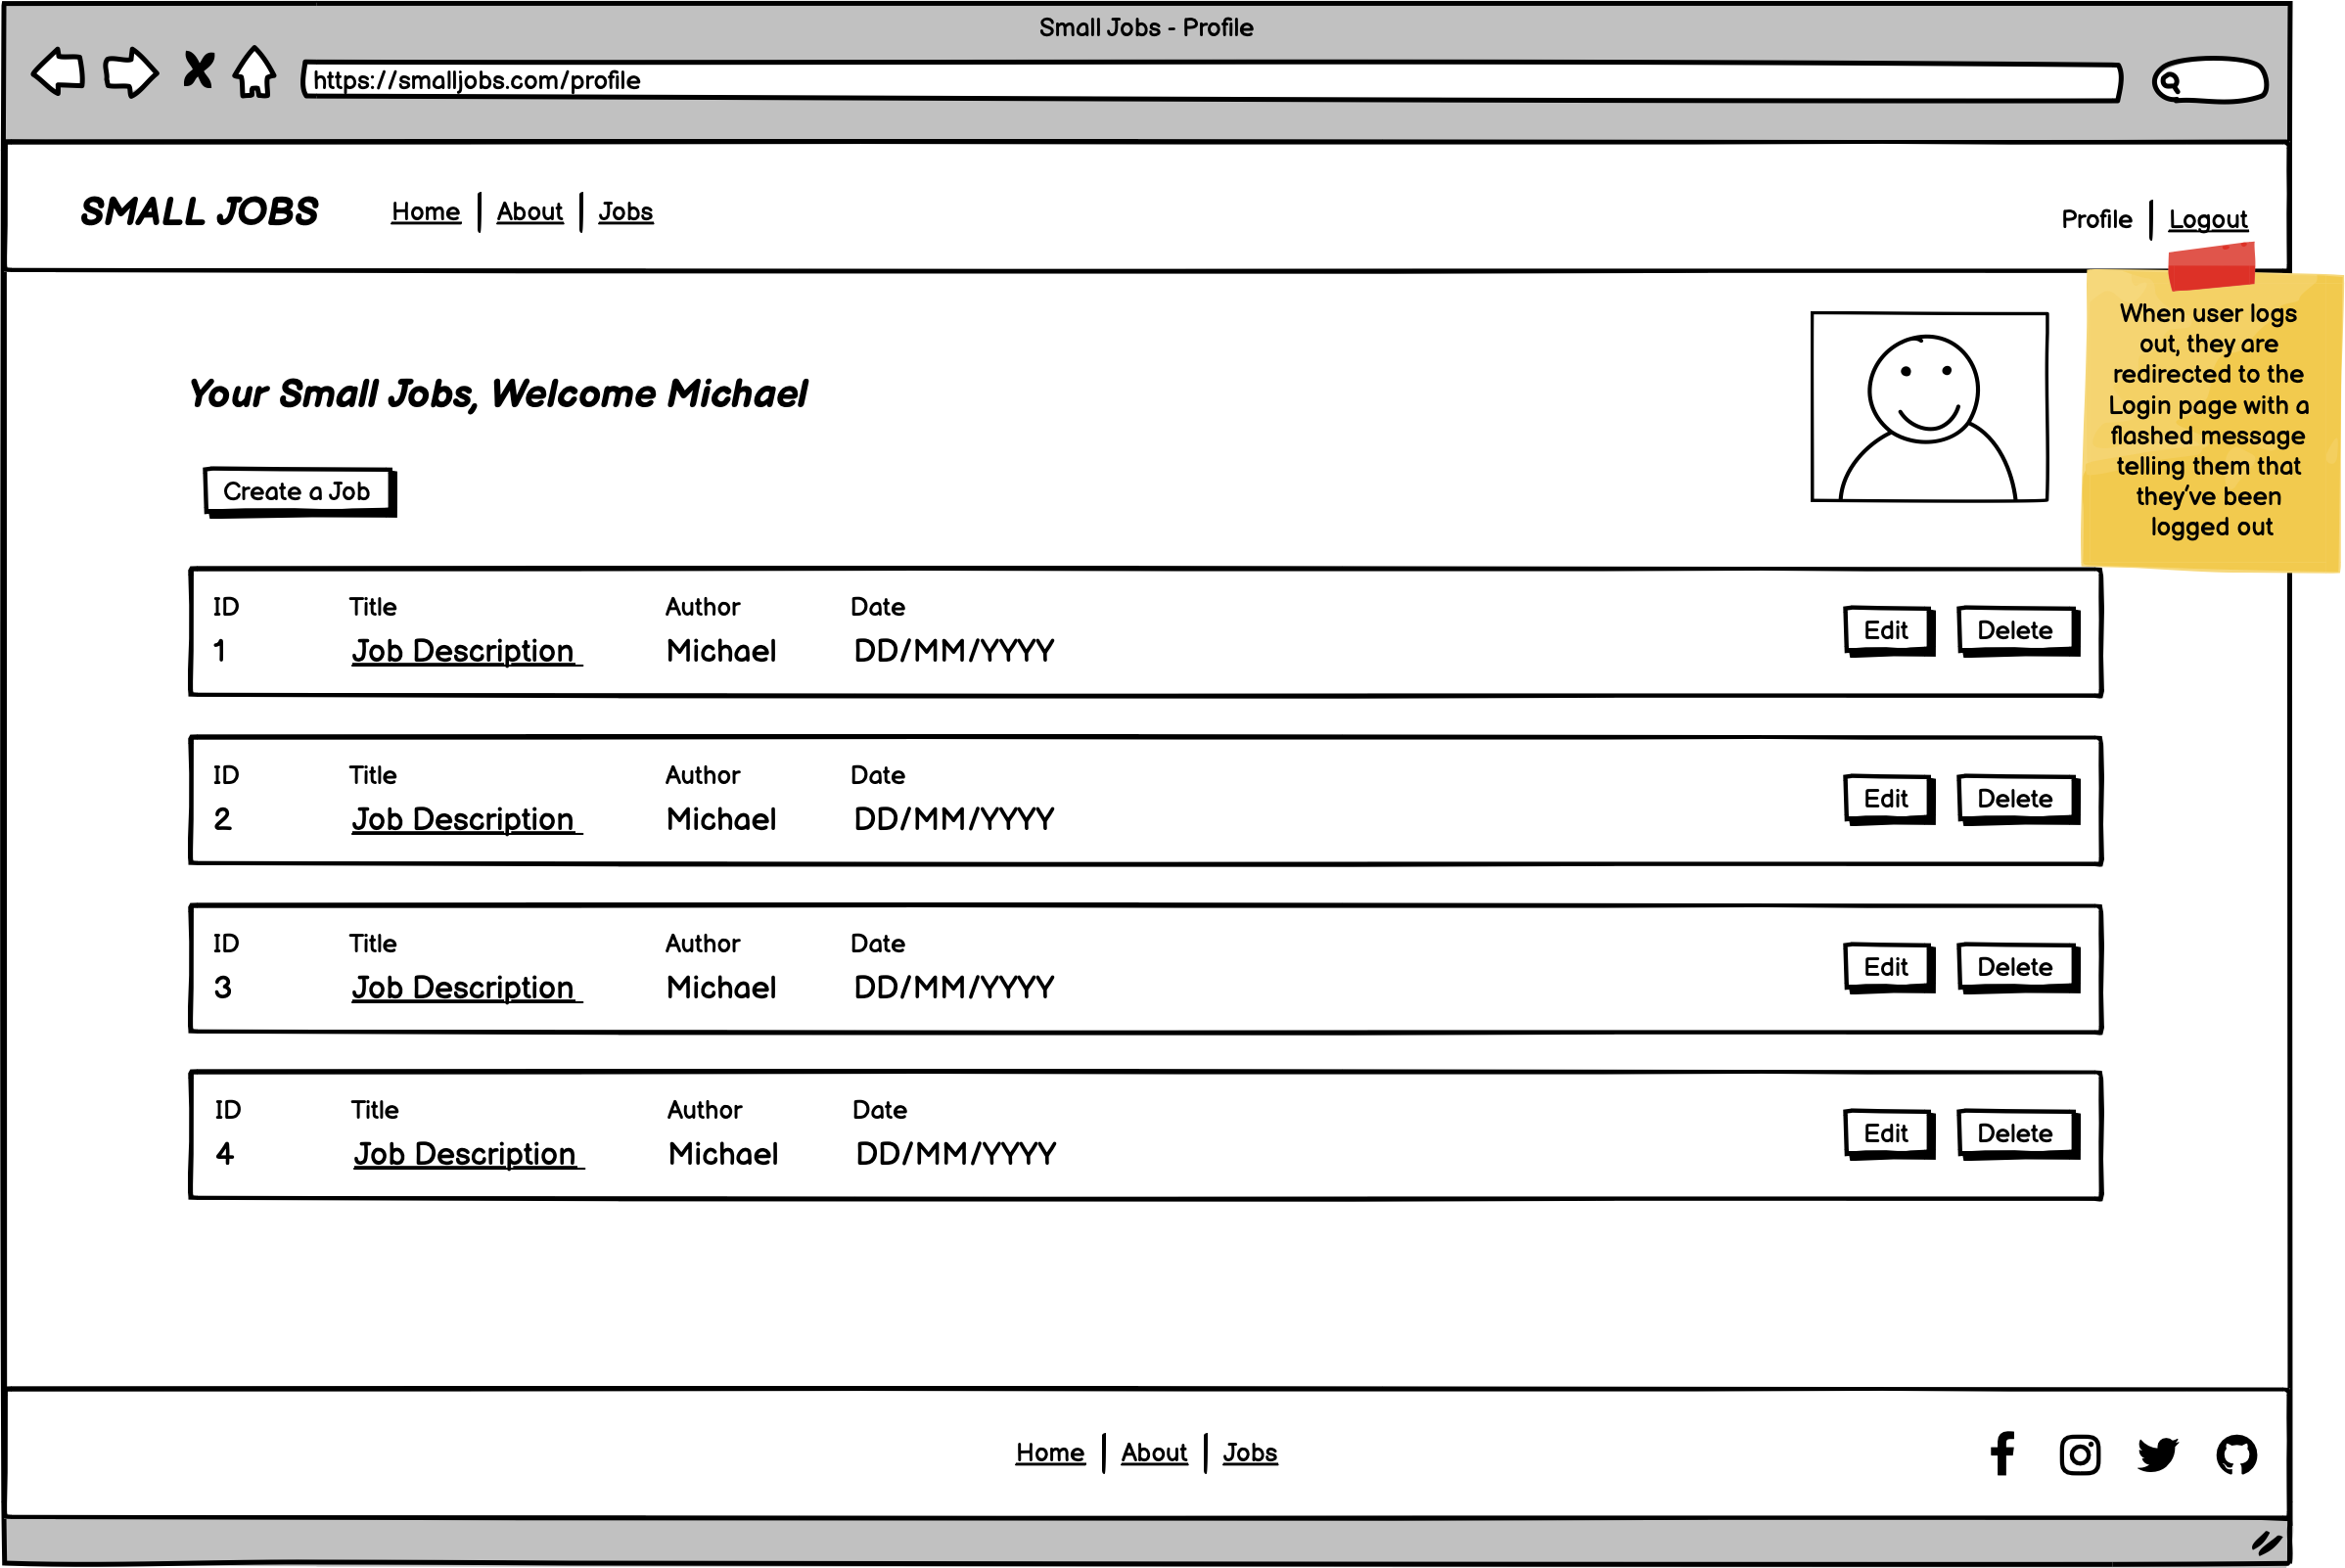 Small Jobs - Profile
https://smalljobs.com/profile
SMALL JOBS Home About Jobs
Profile Logout
When user logs
out, they are
redirected to the
Login page with a
flashed message
telling them that
they've been
logged out
Your Small Jobs, Welcome Michael
Create a Job
ID Title Author Date
1 Job Description Michael DD/MM/YYYY
Edit Delete
ID Title Author Date
2 Job Description Michael DD/MM/YYYY
Edit Delete
ID Title Author Date
3 Job Description Michael DD/MM/YYYY
Edit Delete
ID Title Author Date
4 Job Description Michael DD/MM/YYYY
Edit Delete
Home About Jobs